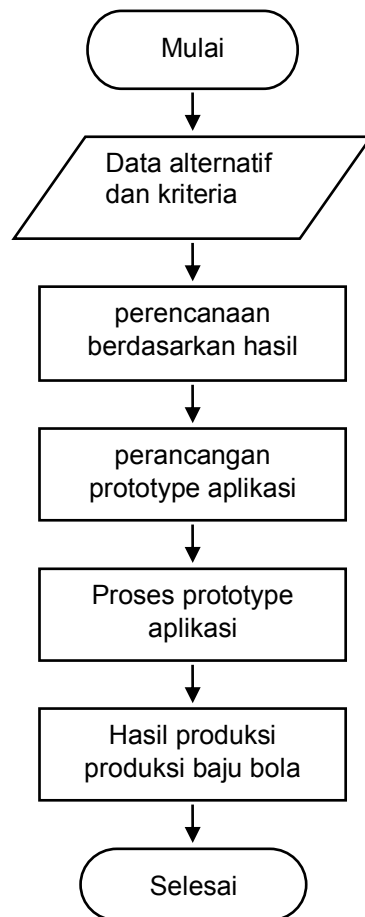 Mulai
Data alternatif
dan kriteria
perencanaan
berdasarkan hasil
perancangan
prototype aplikasi
Proses prototype
aplikasi
Hasil produksi
produksi baju bola
Selesai